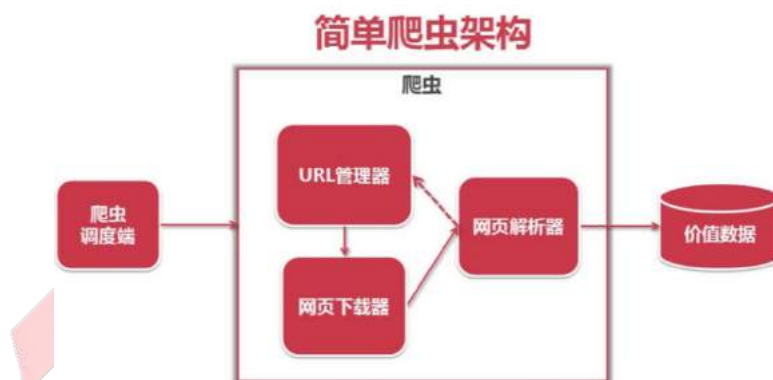 简单爬虫架构
爬虫
URL管理器
爬虫
调度端
网页解析器
价值数据
网页下载器